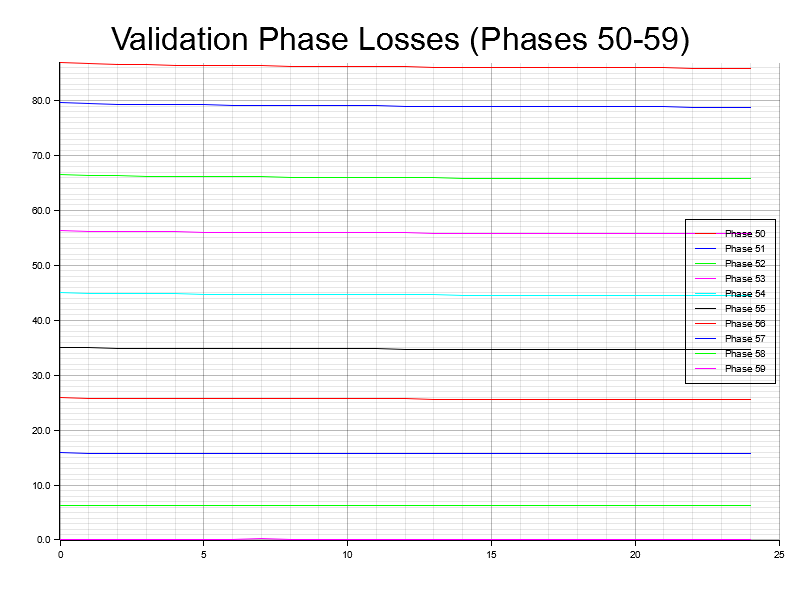 Validation Phase Losses (Phases 50-59)
80.0
70.0
60.0
50.0
40.0
30.0
20.0
10.0
0.0
Phase 50
Phase 51
Phase 52
Phase 53
Phase 54
Phase 55
Phase 56
Phase 57
Phase 58
Phase 59
0 5 10 15 20 25